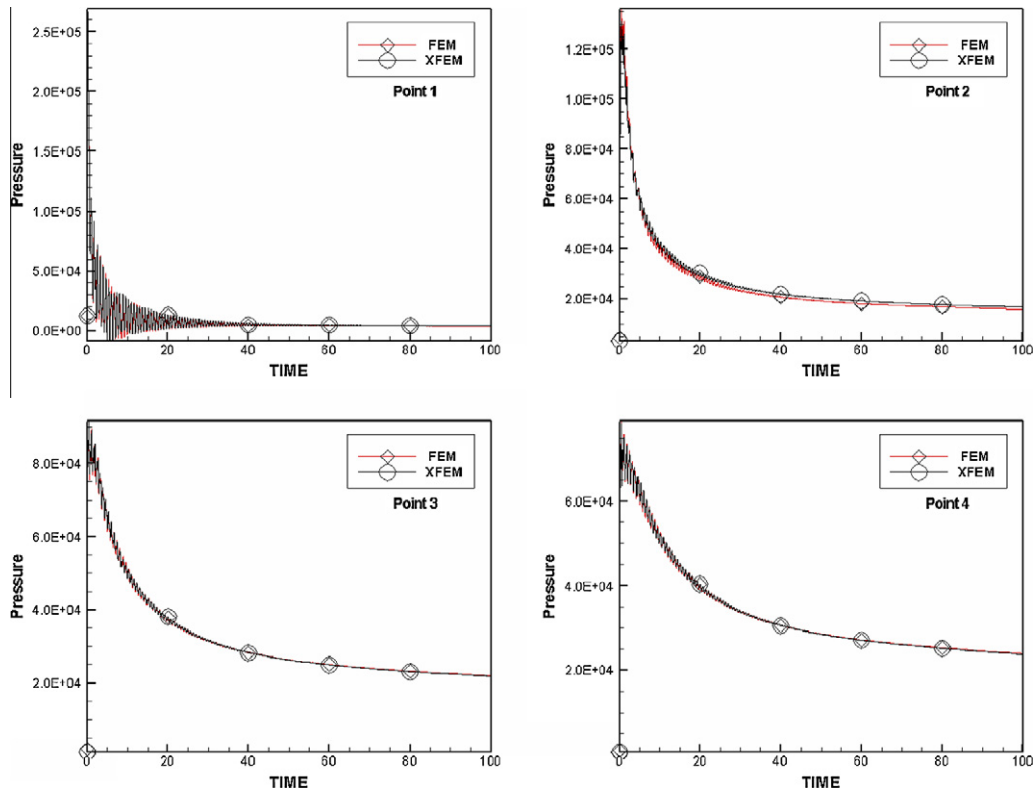 2.5E+05
2.0E+05
1.5E+05
1.0E+05
5.0E+04
0.0E+00
Pressure
FEM
XFEM
Point 1
0 20 40 60 80 100
TIME
1.2E+05
1.0E+05
8.0E+04
6.0E+04
4.0E+04
2.0E+04
Pressure
FEM
XFEM
Point 2
0 20 40 60 80 100
TIME
8.0E+04
6.0E+04
4.0E+04
2.0E+04
Pressure
FEM
XFEM
Point 3
0 20 40 60 80 100
TIME
6.0E+04
4.0E+04
2.0E+04
Pressure
FEM
XFEM
Point 4
0 20 40 60 80 100
TIME